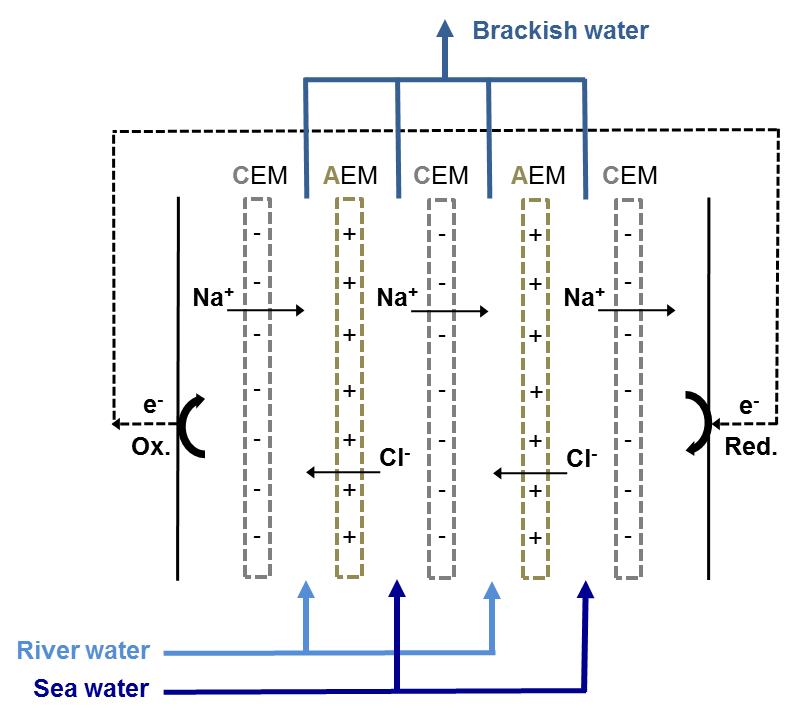 Brackish water
CEM AEM CEM AEM CEM
- + - + -
- + - + -
Na⁺ Na⁺ Na⁺
- + - + -
- + - + -
e⁻ e⁻
Ox. - + - + - Red.
Cl⁻ Cl⁻
- + - + -
- + - + -
River water
Sea water